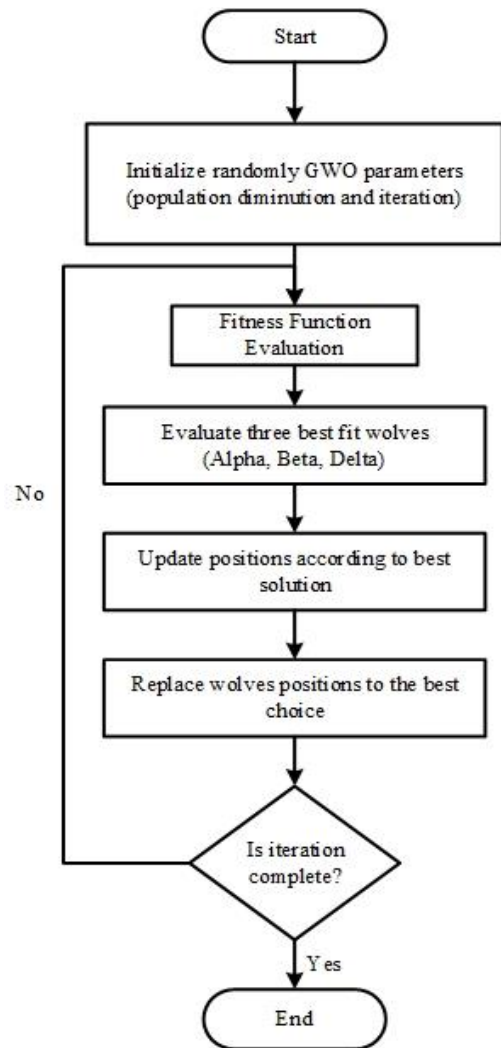 Start
Initialize randomly GWO parameters
(population diminution and iteration)
Fitness Function
Evaluation
Evaluate three best fit wolves
(Alpha, Beta, Delta)
No
Update positions according to best
solution
Replace wolves positions to the best
choice
Is iteration
complete?
Yes
End